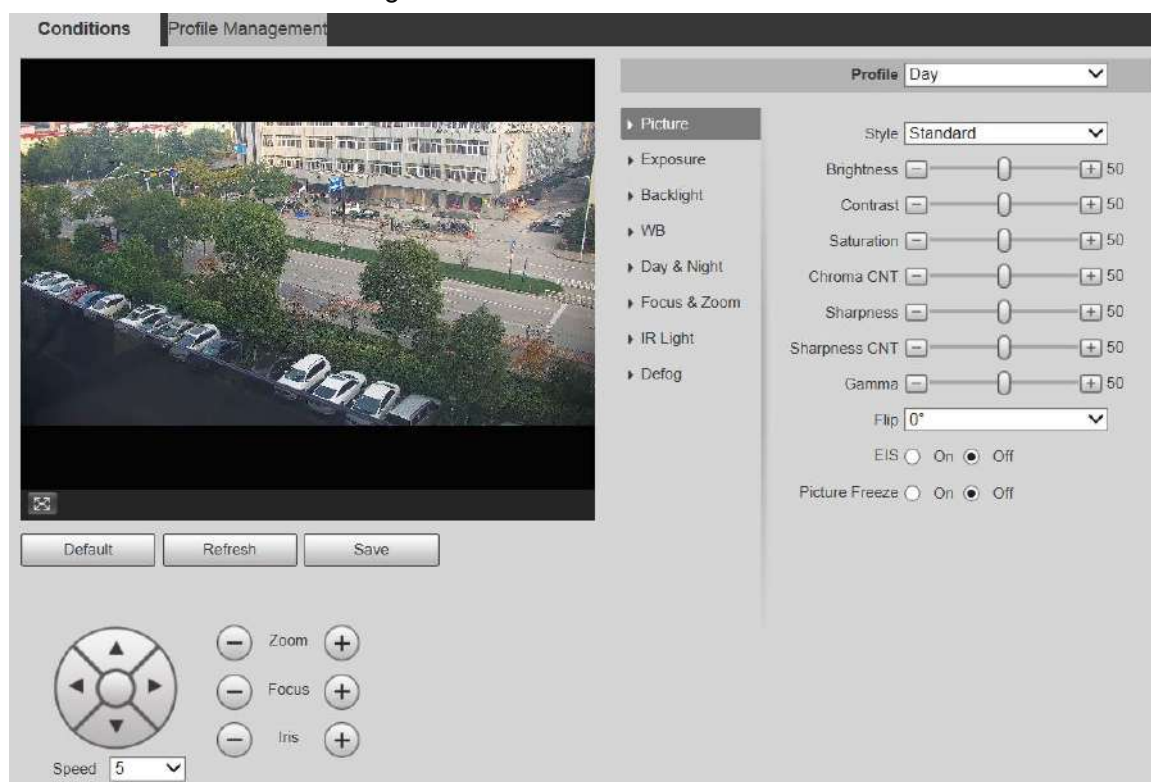 Conditions Profile Management
Profile Day
Picture
Exposure
Backlight
WB
Day & Night
Focus & Zoom
IR Light
Defog
Style Standard
Brightness 50
Contrast 50
Saturation 50
Chroma CNT 50
Sharpness 50
Sharpness CNT 50
Gamma 50
Flip 0°
EIS On Off
Picture Freeze On Off
Default Refresh Save
Zoom
Focus
Iris
Speed 5